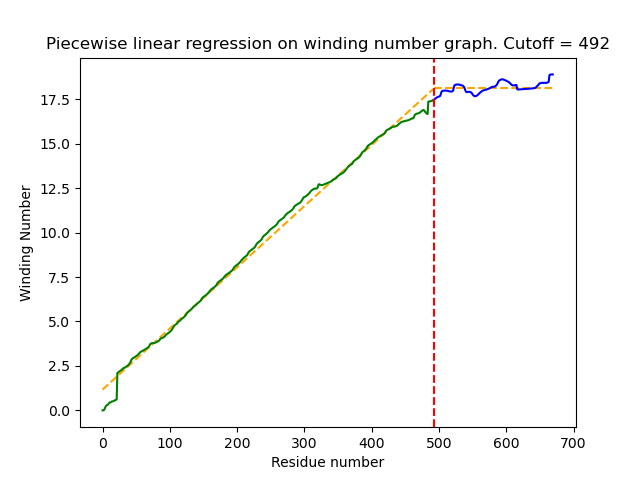 Piecewise linear regression on winding number graph. Cutoff = 492
17.5
15.0
12.5
10.0
7.5
5.0
2.5
0.0
Winding Number
0 100 200 300 400 500 600 700
Residue number